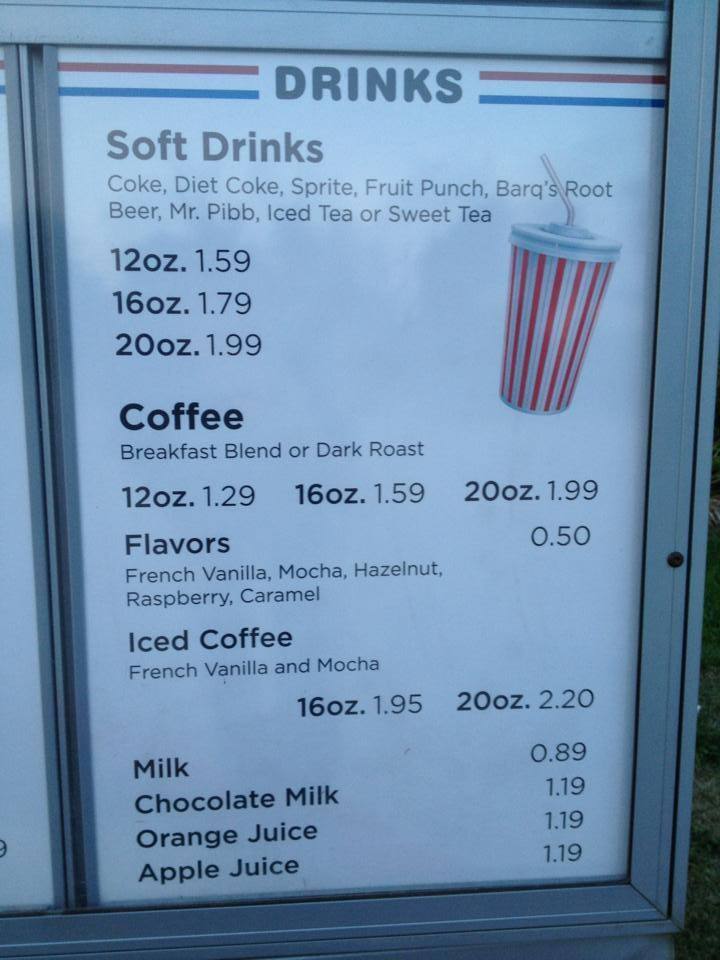 DRINKS
Soft Drinks
Coke, Diet Coke, Sprite, Fruit Punch, Barq's Root
Beer, Mr. Pibb, Iced Tea or Sweet Tea
12oz. 1.59
16oz. 1.79
20oz. 1.99
Coffee
Breakfast Blend or Dark Roast
12oz. 1.29 16oz. 1.59 20oz. 1.99
Flavors 0.50
French Vanilla, Mocha, Hazelnut,
Raspberry, Caramel
Iced Coffee
French Vanilla and Mocha
16oz. 1.95 20oz. 2.20
Milk 0.89
Chocolate Milk 1.19
Orange Juice 1.19
Apple Juice 1.19
9